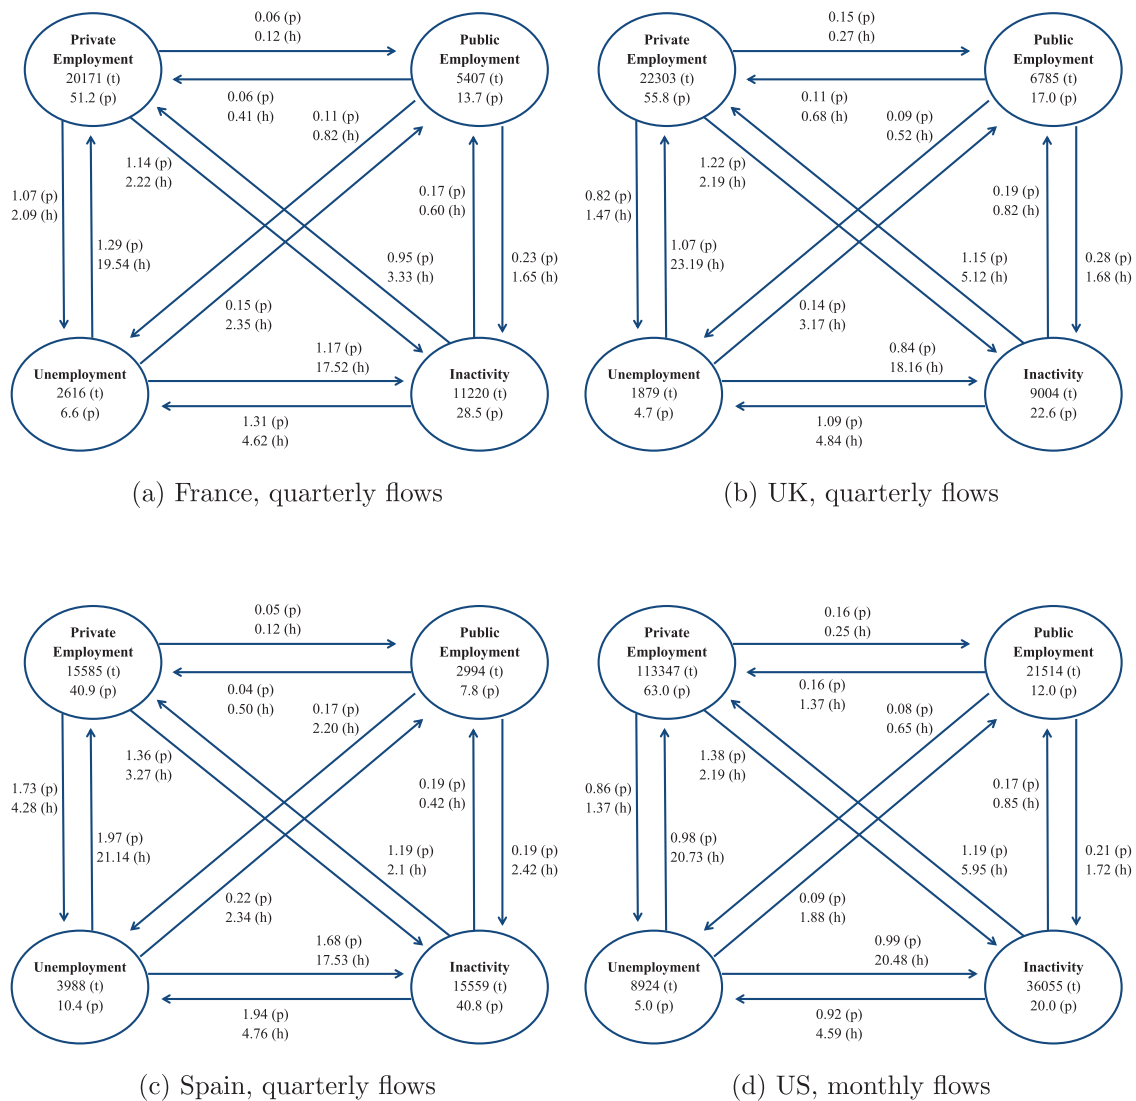 0.06 (p)
0.12 (h)
Private
Employment
20171 (t)
51.2 (p)
Public
Employment
5407 (t)
13.7 (p)
0.06 (p)
0.41 (h)
0.11 (p)
0.82 (h)
1.14 (p)
2.22 (h)
0.17 (p)
0.60 (h)
1.07 (p)
2.09 (h)
1.29 (p)
19.54 (h)
0.95 (p)
3.33 (h)
0.23 (p)
1.65 (h)
0.15 (p)
2.35 (h)
1.17 (p)
17.52 (h)
Unemployment
2616 (t)
6.6 (p)
Inactivity
11220 (t)
28.5 (p)
1.31 (p)
4.62 (h)
(a) France, quarterly flows
0.15 (p)
0.27 (h)
Private
Employment
22303 (t)
55.8 (p)
Public
Employment
6785 (t)
17.0 (p)
0.11 (p)
0.68 (h)
0.09 (p)
0.52 (h)
1.22 (p)
2.19 (h)
0.19 (p)
0.82 (h)
0.82 (p)
1.47 (h)
1.07 (p)
23.19 (h)
1.15 (p)
5.12 (h)
0.28 (p)
1.68 (h)
0.14 (p)
3.17 (h)
0.84 (p)
18.16 (h)
Unemployment
1879 (t)
4.7 (p)
Inactivity
9004 (t)
22.6 (p)
1.09 (p)
4.84 (h)
(b) UK, quarterly flows
0.05 (p)
0.12 (h)
Private
Employment
15585 (t)
40.9 (p)
Public
Employment
2994 (t)
7.8 (p)
0.04 (p)
0.50 (h)
0.17 (p)
2.20 (h)
1.36 (p)
3.27 (h)
0.19 (p)
0.42 (h)
1.73 (p)
4.28 (h)
1.97 (p)
21.14 (h)
1.19 (p)
2.1 (h)
0.19 (p)
2.42 (h)
0.22 (p)
2.34 (h)
1.68 (p)
17.53 (h)
Unemployment
3988 (t)
10.4 (p)
Inactivity
15559 (t)
40.8 (p)
1.94 (p)
4.76 (h)
(c) Spain, quarterly flows
0.16 (p)
0.25 (h)
Private
Employment
113347 (t)
63.0 (p)
Public
Employment
21514 (t)
12.0 (p)
0.16 (p)
1.37 (h)
0.08 (p)
0.65 (h)
1.38 (p)
2.19 (h)
0.17 (p)
0.85 (h)
0.86 (p)
1.37 (h)
0.98 (p)
20.73 (h)
1.19 (p)
5.95 (h)
0.21 (p)
1.72 (h)
0.09 (p)
1.88 (h)
0.99 (p)
20.48 (h)
Unemployment
8924 (t)
5.0 (p)
Inactivity
36055 (t)
20.0 (p)
0.92 (p)
4.59 (h)
(d) US, monthly flows